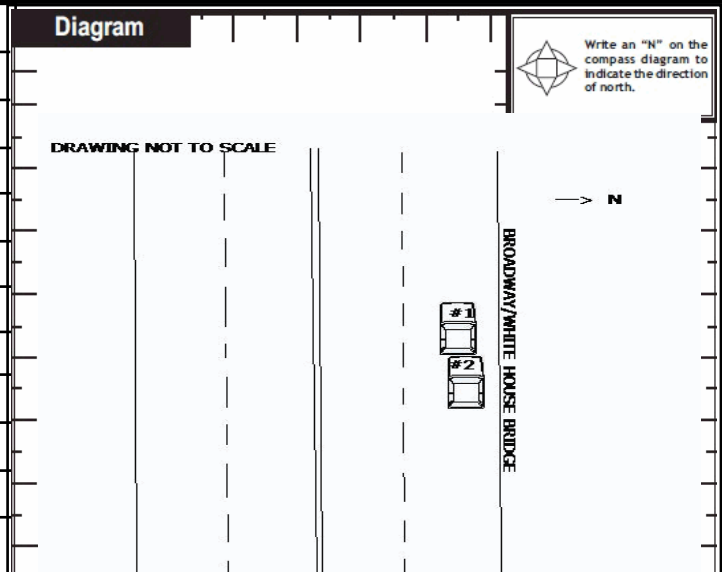 Diagram
Write an “N” on the
compass diagram to
indicate the direction
of north.
DRAWING NOT TO SCALE
--> N
BROADWAY/WHITE HOUSE BRIDGE
#1
#2